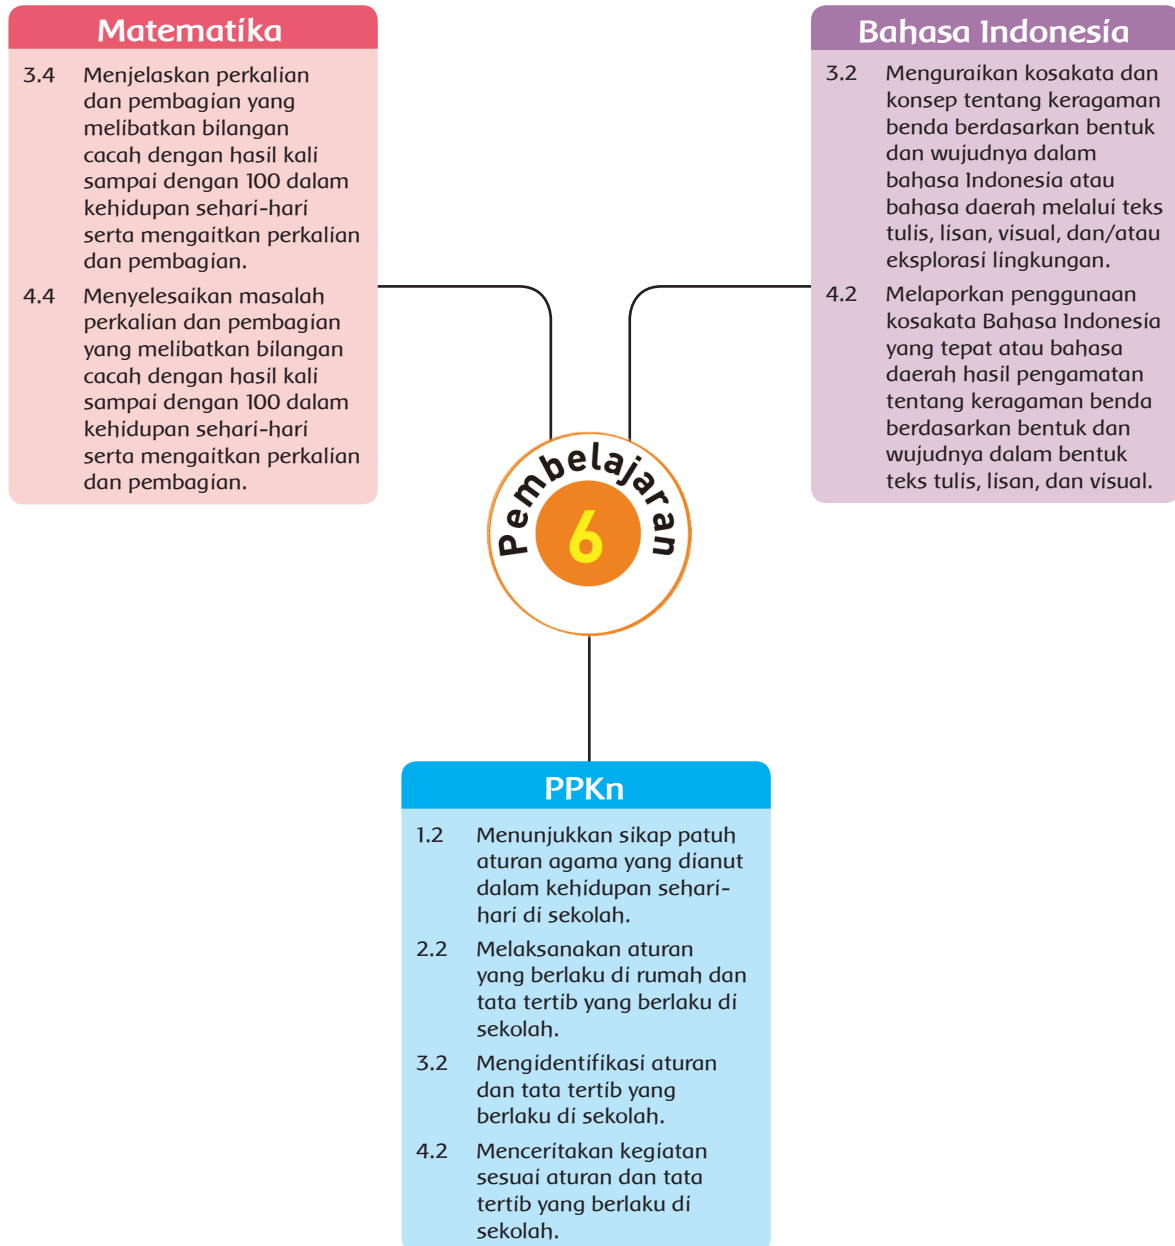 Matematika
3.4 Menjelaskan perkalian
dan pembagian yang
melibatkan bilangan
cacah dengan hasil kali
sampai dengan 100 dalam
kehidupan sehari-hari
serta mengaitkan perkalian
dan pembagian.
4.4 Menyelesaikan masalah
perkalian dan pembagian
yang melibatkan bilangan
cacah dengan hasil kali
sampai dengan 100 dalam
kehidupan sehari-hari
serta mengaitkan perkalian
dan pembagian.
Bahasa Indonesia
3.2 Menguraikan kosakata dan
konsep tentang keragaman
benda berdasarkan bentuk
dan wujudnya dalam
bahasa Indonesia atau
bahasa daerah melalui teks
tulis, lisan, visual, dan/atau
eksplorasi lingkungan.
4.2 Melaporkan penggunaan
kosakata Bahasa Indonesia
yang tepat atau bahasa
daerah hasil pengamatan
tentang keragaman benda
berdasarkan bentuk dan
wujudnya dalam bentuk
teks tulis, lisan, dan visual.
Pembelajaran
6
PPKn
1.2 Menunjukkan sikap patuh
aturan agama yang dianut
dalam kehidupan sehari-
hari di sekolah.
2.2 Melaksanakan aturan
yang berlaku di rumah dan
tata tertib yang berlaku di
sekolah.
3.2 Mengidentifikasi aturan
dan tata tertib yang
berlaku di sekolah.
4.2 Menceritakan kegiatan
sesuai aturan dan tata
tertib yang berlaku di
sekolah.